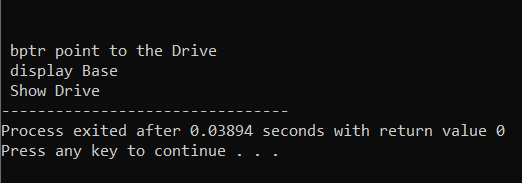 bptr point to the Drive
display Base
Show Drive
--------------------------------
Process exited after 0.03894 seconds with return value 0
Press any key to continue . . .